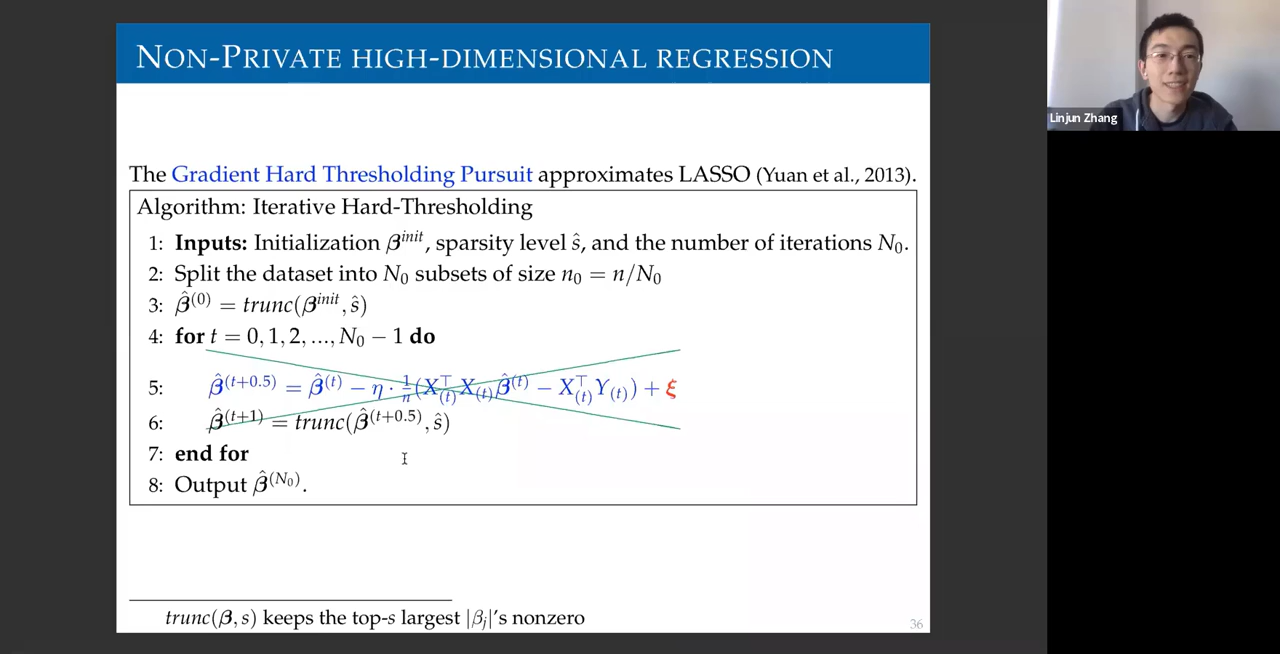 NON-PRIVATE HIGH-DIMENSIONAL REGRESSION
Linjun Zhang
The Gradient Hard Thresholding Pursuit approximates LASSO (Yuan et al., 2013).
Algorithm: Iterative Hard-Thresholding
1: Inputs: Initialization β^{init}, sparsity level ŝ, and the number of iterations N₀.
2: Split the dataset into N₀ subsets of size n₀ = n/N₀
3: β̂^{(0)} = trunc(β^{init}, ŝ)
4: for t = 0, 1, 2, ..., N₀ − 1 do
5: β̂^{(t+0.5)} = β̂^{(t)} − η · 1/n (X_{(t)}^⊤ X_{(t)} β̂^{(t)} − X_{(t)}^⊤ Y_{(t)}) + ξ
6: β̂^{(t+1)} = trunc(β̂^{(t+0.5)}, ŝ)
7: end for
8: Output β̂^{(N₀)}.
trunc(β, s) keeps the top-s largest |β_j|'s nonzero
36